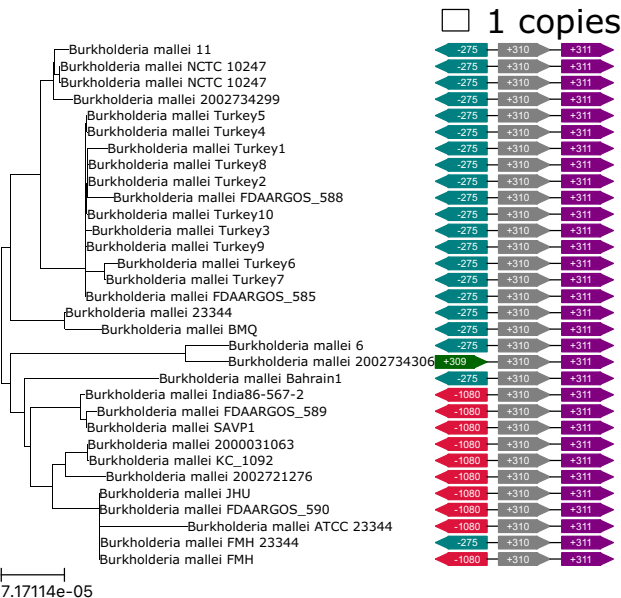 1 copies
Burkholderia mallei 11 -275 +310 +311
Burkholderia mallei NCTC 10247 -275 +310 +311
Burkholderia mallei NCTC 10247 -275 +310 +311
Burkholderia mallei 2002734299 -275 +310 +311
Burkholderia mallei Turkey5 -275 +310 +311
Burkholderia mallei Turkey4 -275 +310 +311
Burkholderia mallei Turkey1 -275 +310 +311
Burkholderia mallei Turkey8 -275 +310 +311
Burkholderia mallei Turkey2 -275 +310 +311
Burkholderia mallei FDAARGOS_588 -275 +310 +311
Burkholderia mallei Turkey10 -275 +310 +311
Burkholderia mallei Turkey3 -275 +310 +311
Burkholderia mallei Turkey9 -275 +310 +311
Burkholderia mallei Turkey6 -275 +310 +311
Burkholderia mallei Turkey7 -275 +310 +311
Burkholderia mallei FDAARGOS_585 -275 +310 +311
Burkholderia mallei 23344 -275 +310 +311
Burkholderia mallei BMQ -275 +310 +311
Burkholderia mallei 6 -275 +310 +311
Burkholderia mallei 2002734306 +309 +310 +311
Burkholderia mallei Bahrain1 -275 +310 +311
Burkholderia mallei India86-567-2 -1080 +310 +311
Burkholderia mallei FDAARGOS_589 -1080 +310 +311
Burkholderia mallei SAVP1 -1080 +310 +311
Burkholderia mallei 2000031063 -1080 +310 +311
Burkholderia mallei KC_1092 -1080 +310 +311
Burkholderia mallei 2002721276 -1080 +310 +311
Burkholderia mallei JHU -1080 +310 +311
Burkholderia mallei FDAARGOS_590 -1080 +310 +311
Burkholderia mallei ATCC 23344 -1080 +310 +311
Burkholderia mallei FMH 23344 -275 +310 +311
Burkholderia mallei FMH -1080 +310 +311
7.17114e-05